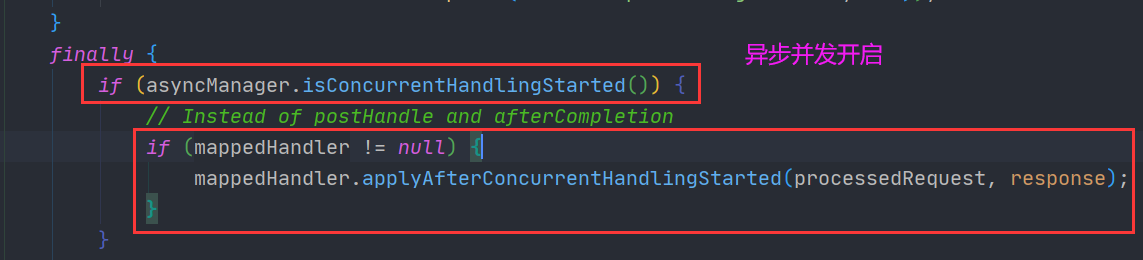 }
finally {
异步并发开启
if (asyncManager.isConcurrentHandlingStarted()) {
// Instead of postHandle and afterCompletion
if (mappedHandler != null) {
mappedHandler.applyAfterConcurrentHandlingStarted(processedRequest, response);
}
}